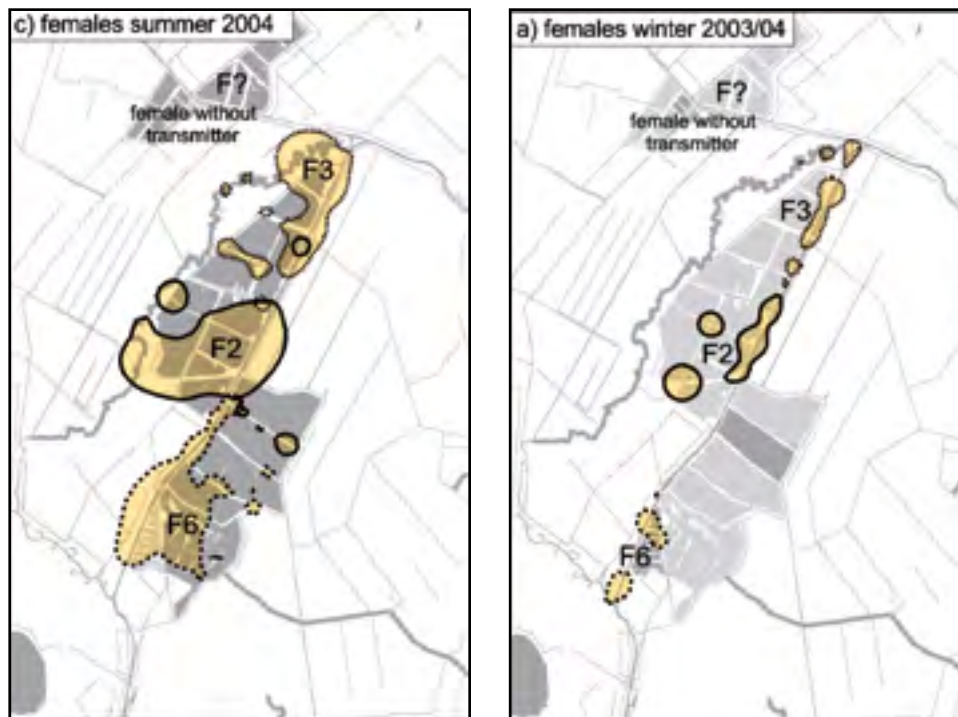 c) females summer 2004
F?
female without
transmitter
F3
F2
F6
a) females winter 2003/04
F?
female without
transmitter
F3
F2
F6